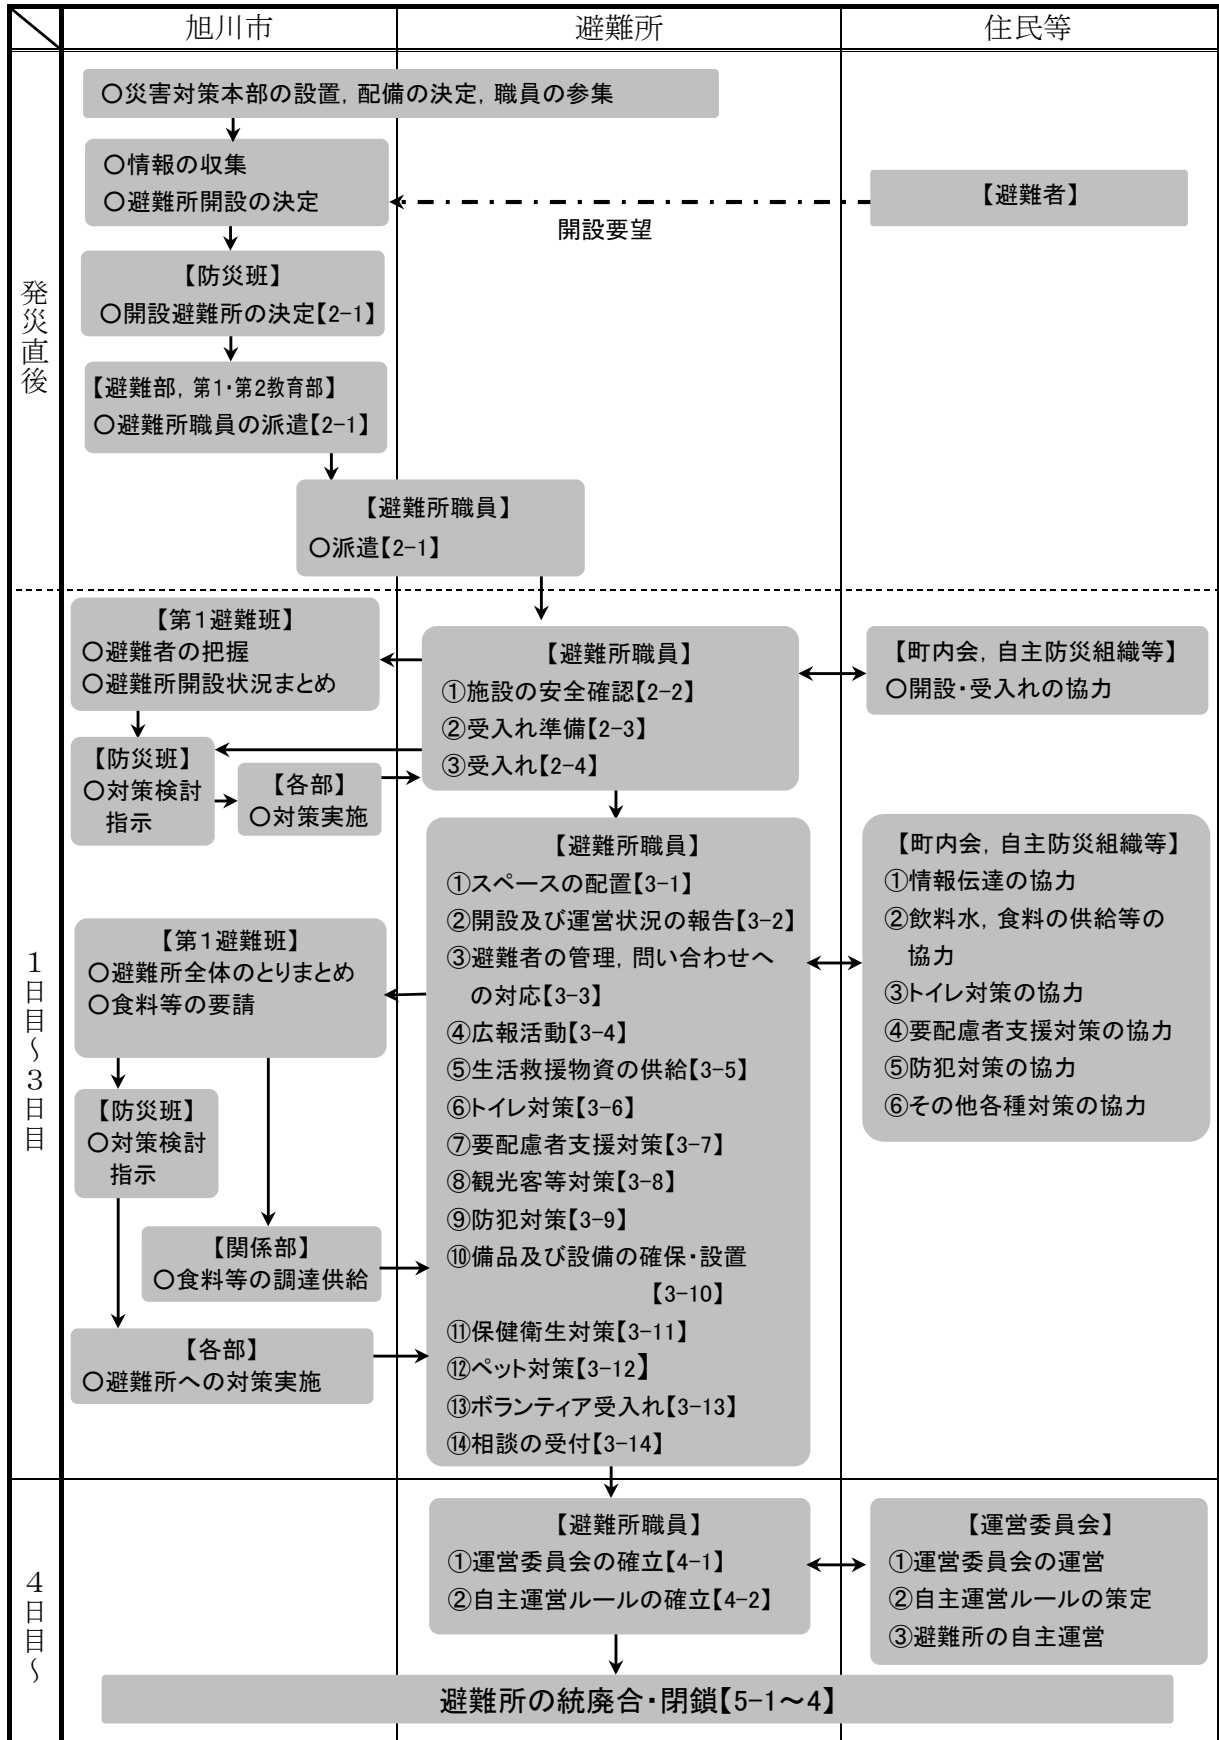 旭川市
避難所
住民等
発災直後
○災害対策本部の設置，配備の決定，職員の参集
○情報の収集
○避難所開設の決定
【避難者】
開設要望
【防災班】
○開設避難所の決定【2-1】
【避難部，第1・第2教育部】
○避難所職員の派遣【2-1】
【避難所職員】
○派遣【2-1】
1日目～3日目
【第１避難班】
○避難者の把握
○避難所開設状況まとめ
【避難所職員】
①施設の安全確認【2-2】
②受入れ準備【2-3】
③受入れ【2-4】
【町内会，自主防災組織等】
○開設・受入れの協力
【防災班】
○対策検討
指示
【各部】
○対策実施
【避難所職員】
①スペースの配置【3-1】
②開設及び運営状況の報告【3-2】
③避難者の管理，問い合わせへ
の対応【3-3】
④広報活動【3-4】
⑤生活救援物資の供給【3-5】
⑥トイレ対策【3-6】
⑦要配慮者支援対策【3-7】
⑧観光客等対策【3-8】
⑨防犯対策【3-9】
⑩備品及び設備の確保・設置
【3-10】
⑪保健衛生対策【3-11】
⑫ペット対策【3-12】
⑬ボランティア受入れ【3-13】
⑭相談の受付【3-14】
【町内会，自主防災組織等】
①情報伝達の協力
②飲料水，食料の供給等の
協力
③トイレ対策の協力
④要配慮者支援対策の協力
⑤防犯対策の協力
⑥その他各種対策の協力
【第１避難班】
○避難所全体のとりまとめ
○食料等の要請
【防災班】
○対策検討
指示
【関係部】
○食料等の調達供給
【各部】
○避難所への対策実施
4日目～
【避難所職員】
①運営委員会の確立【4-1】
②自主運営ルールの確立【4-2】
【運営委員会】
①運営委員会の運営
②自主運営ルールの策定
③避難所の自主運営
避難所の統廃合・閉鎖【5-1～4】